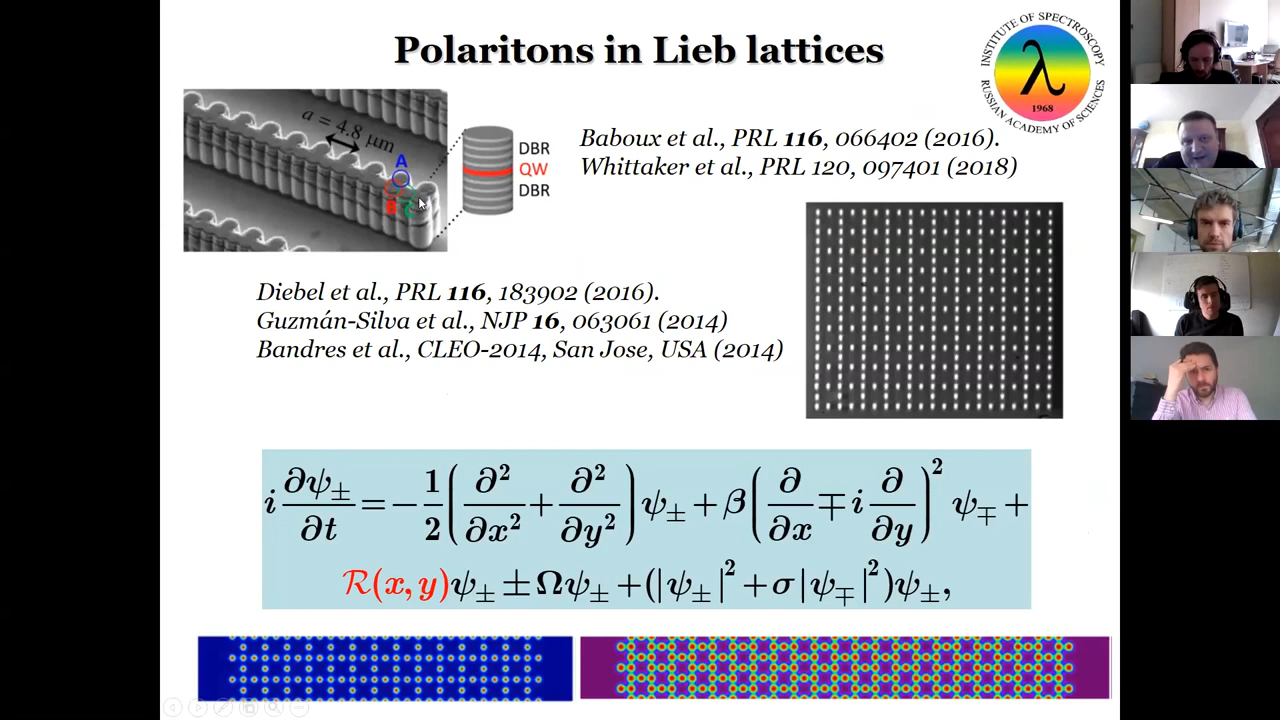 Polaritons in Lieb lattices
INSTITUTE OF SPECTROSCOPY
RUSSIAN ACADEMY OF SCIENCES
λ
1968
a = 4.8 μm
A
B
C
DBR
QW
DBR
Baboux et al., PRL 116, 066402 (2016).
Whittaker et al., PRL 120, 097401 (2018)
Diebel et al., PRL 116, 183902 (2016).
Guzmán-Silva et al., NJP 16, 063061 (2014)
Bandres et al., CLEO-2014, San Jose, USA (2014)
i ∂ψ±/∂t = −1/2 (∂²/∂x² + ∂²/∂y²) ψ± + β (∂/∂x ∓ i ∂/∂y)² ψ∓ +
ℛ(x, y)ψ± ± Ωψ± + (|ψ±|² + σ|ψ∓|²)ψ±,